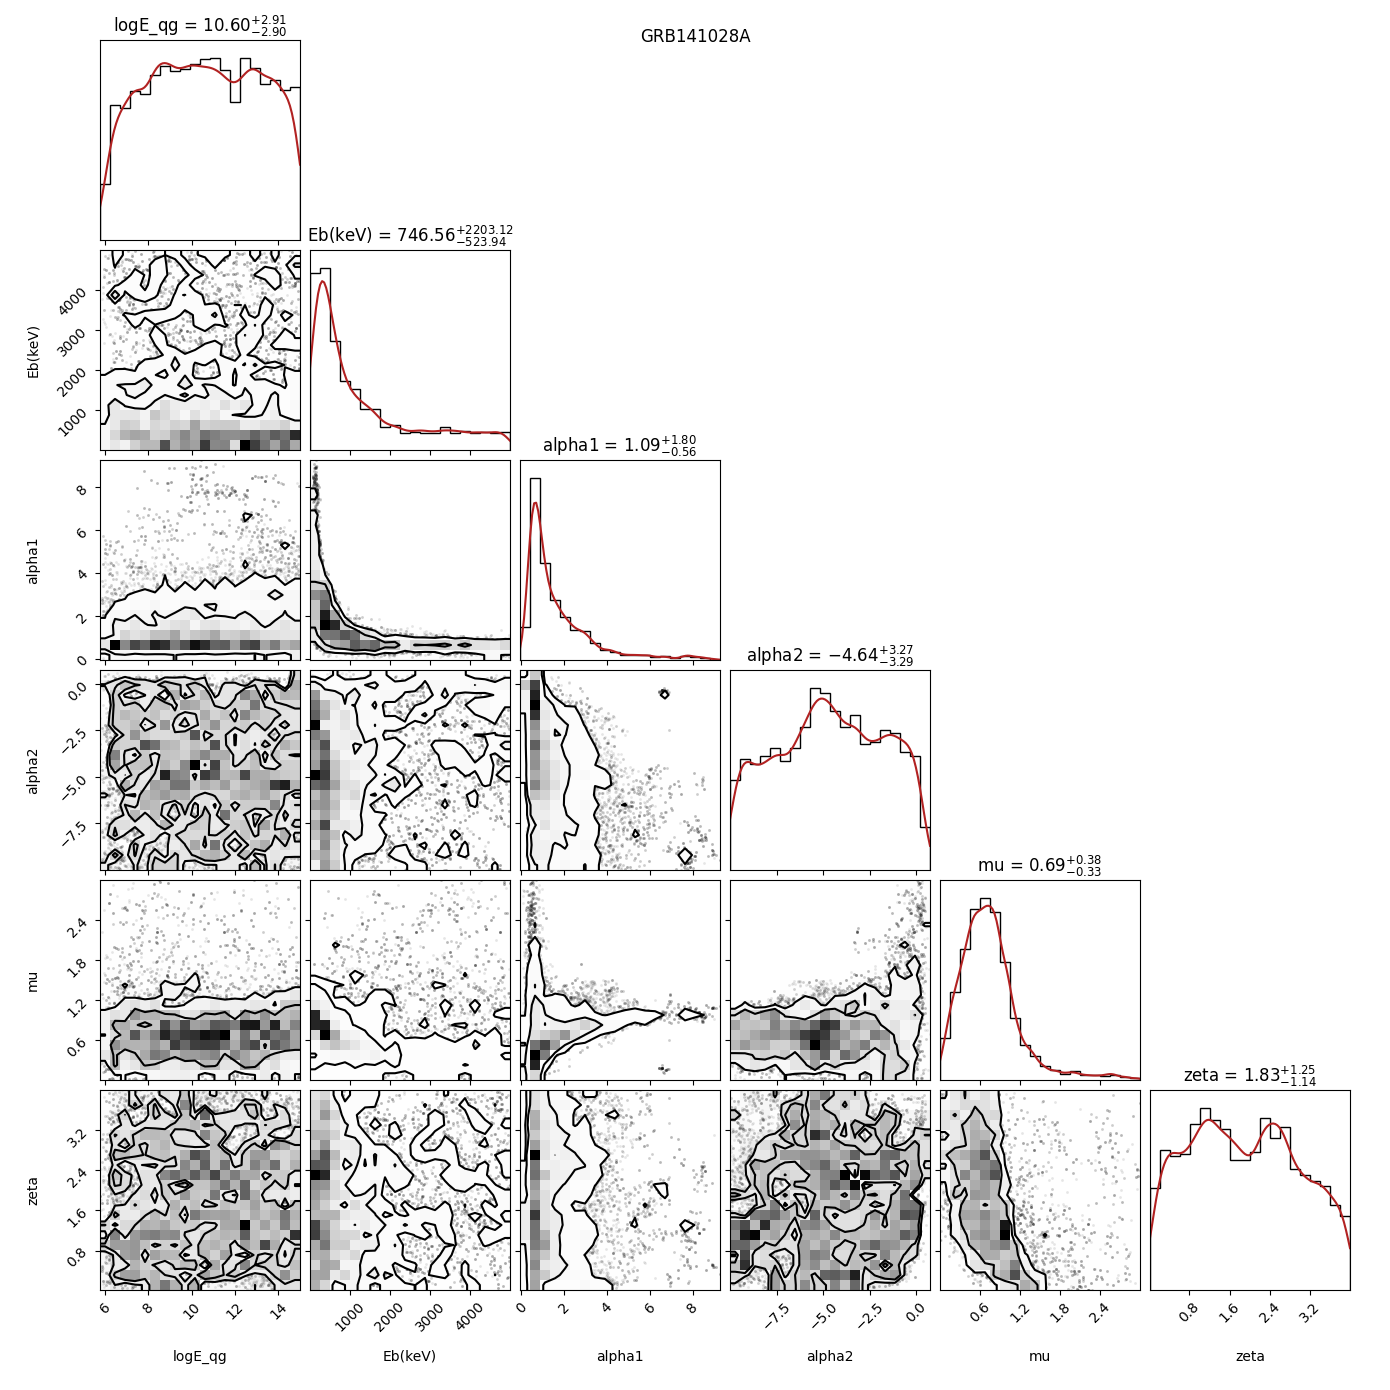 GRB141028A
logE_qg = 10.60+2.91−2.90
Eb(keV) = 746.56+2203.12−523.94
Eb(keV)
4000
3000
2000
1000
alpha1 = 1.09+1.80−0.56
alpha1
8
6
4
2
0
alpha2 = −4.64+3.27−3.29
alpha2
0.0
−2.5
−5.0
−7.5
mu = 0.69+0.38−0.33
mu
2.4
1.8
1.2
0.6
zeta = 1.83+1.25−1.14
zeta
3.2
2.4
1.6
0.8
6 8 10 12 14
1000 2000 3000 4000
0 2 4 6 8
−7.5 −5.0 −2.5 0.0
0.6 1.2 1.8 2.4
0.8 1.6 2.4 3.2
logE_qg Eb(keV) alpha1 alpha2 mu zeta